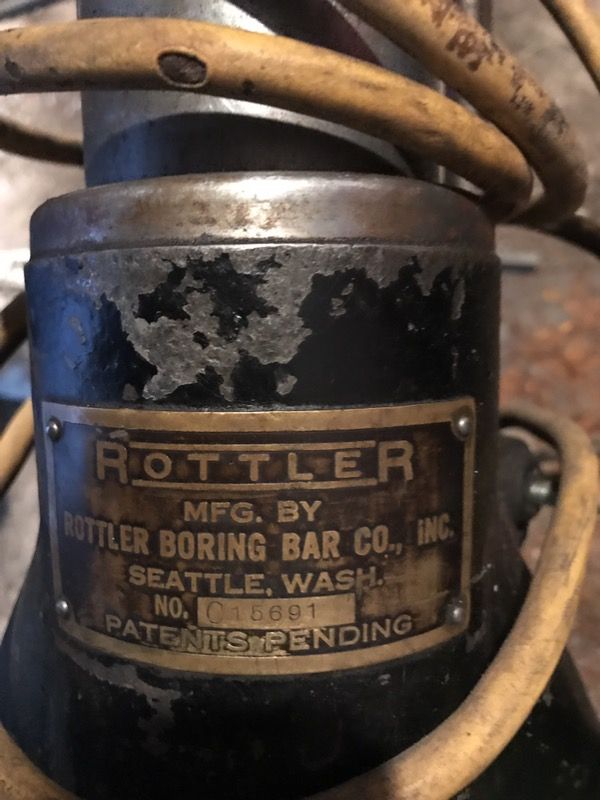 ROTTLER
MFG. BY
ROTTLER BORING BAR CO., INC.
SEATTLE, WASH.
NO. C15691
PATENTS PENDING